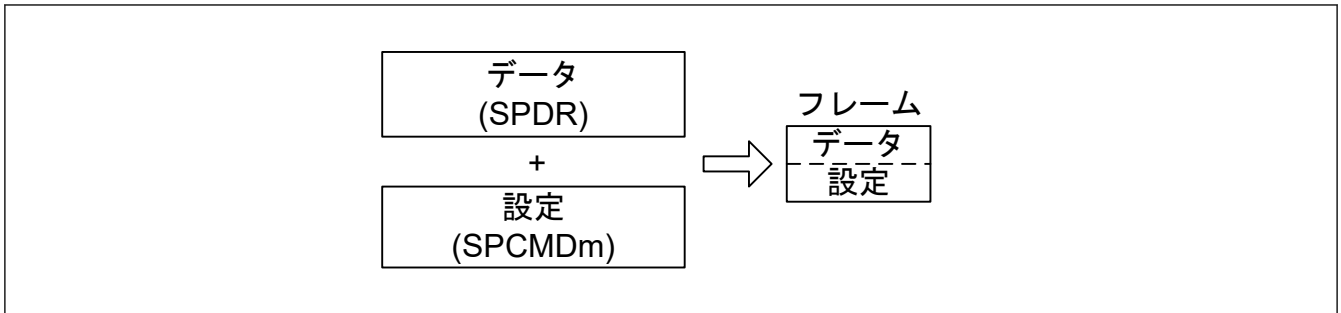 データ
(SPDR)
+
設定
(SPCMDm)
フレーム
データ
設定